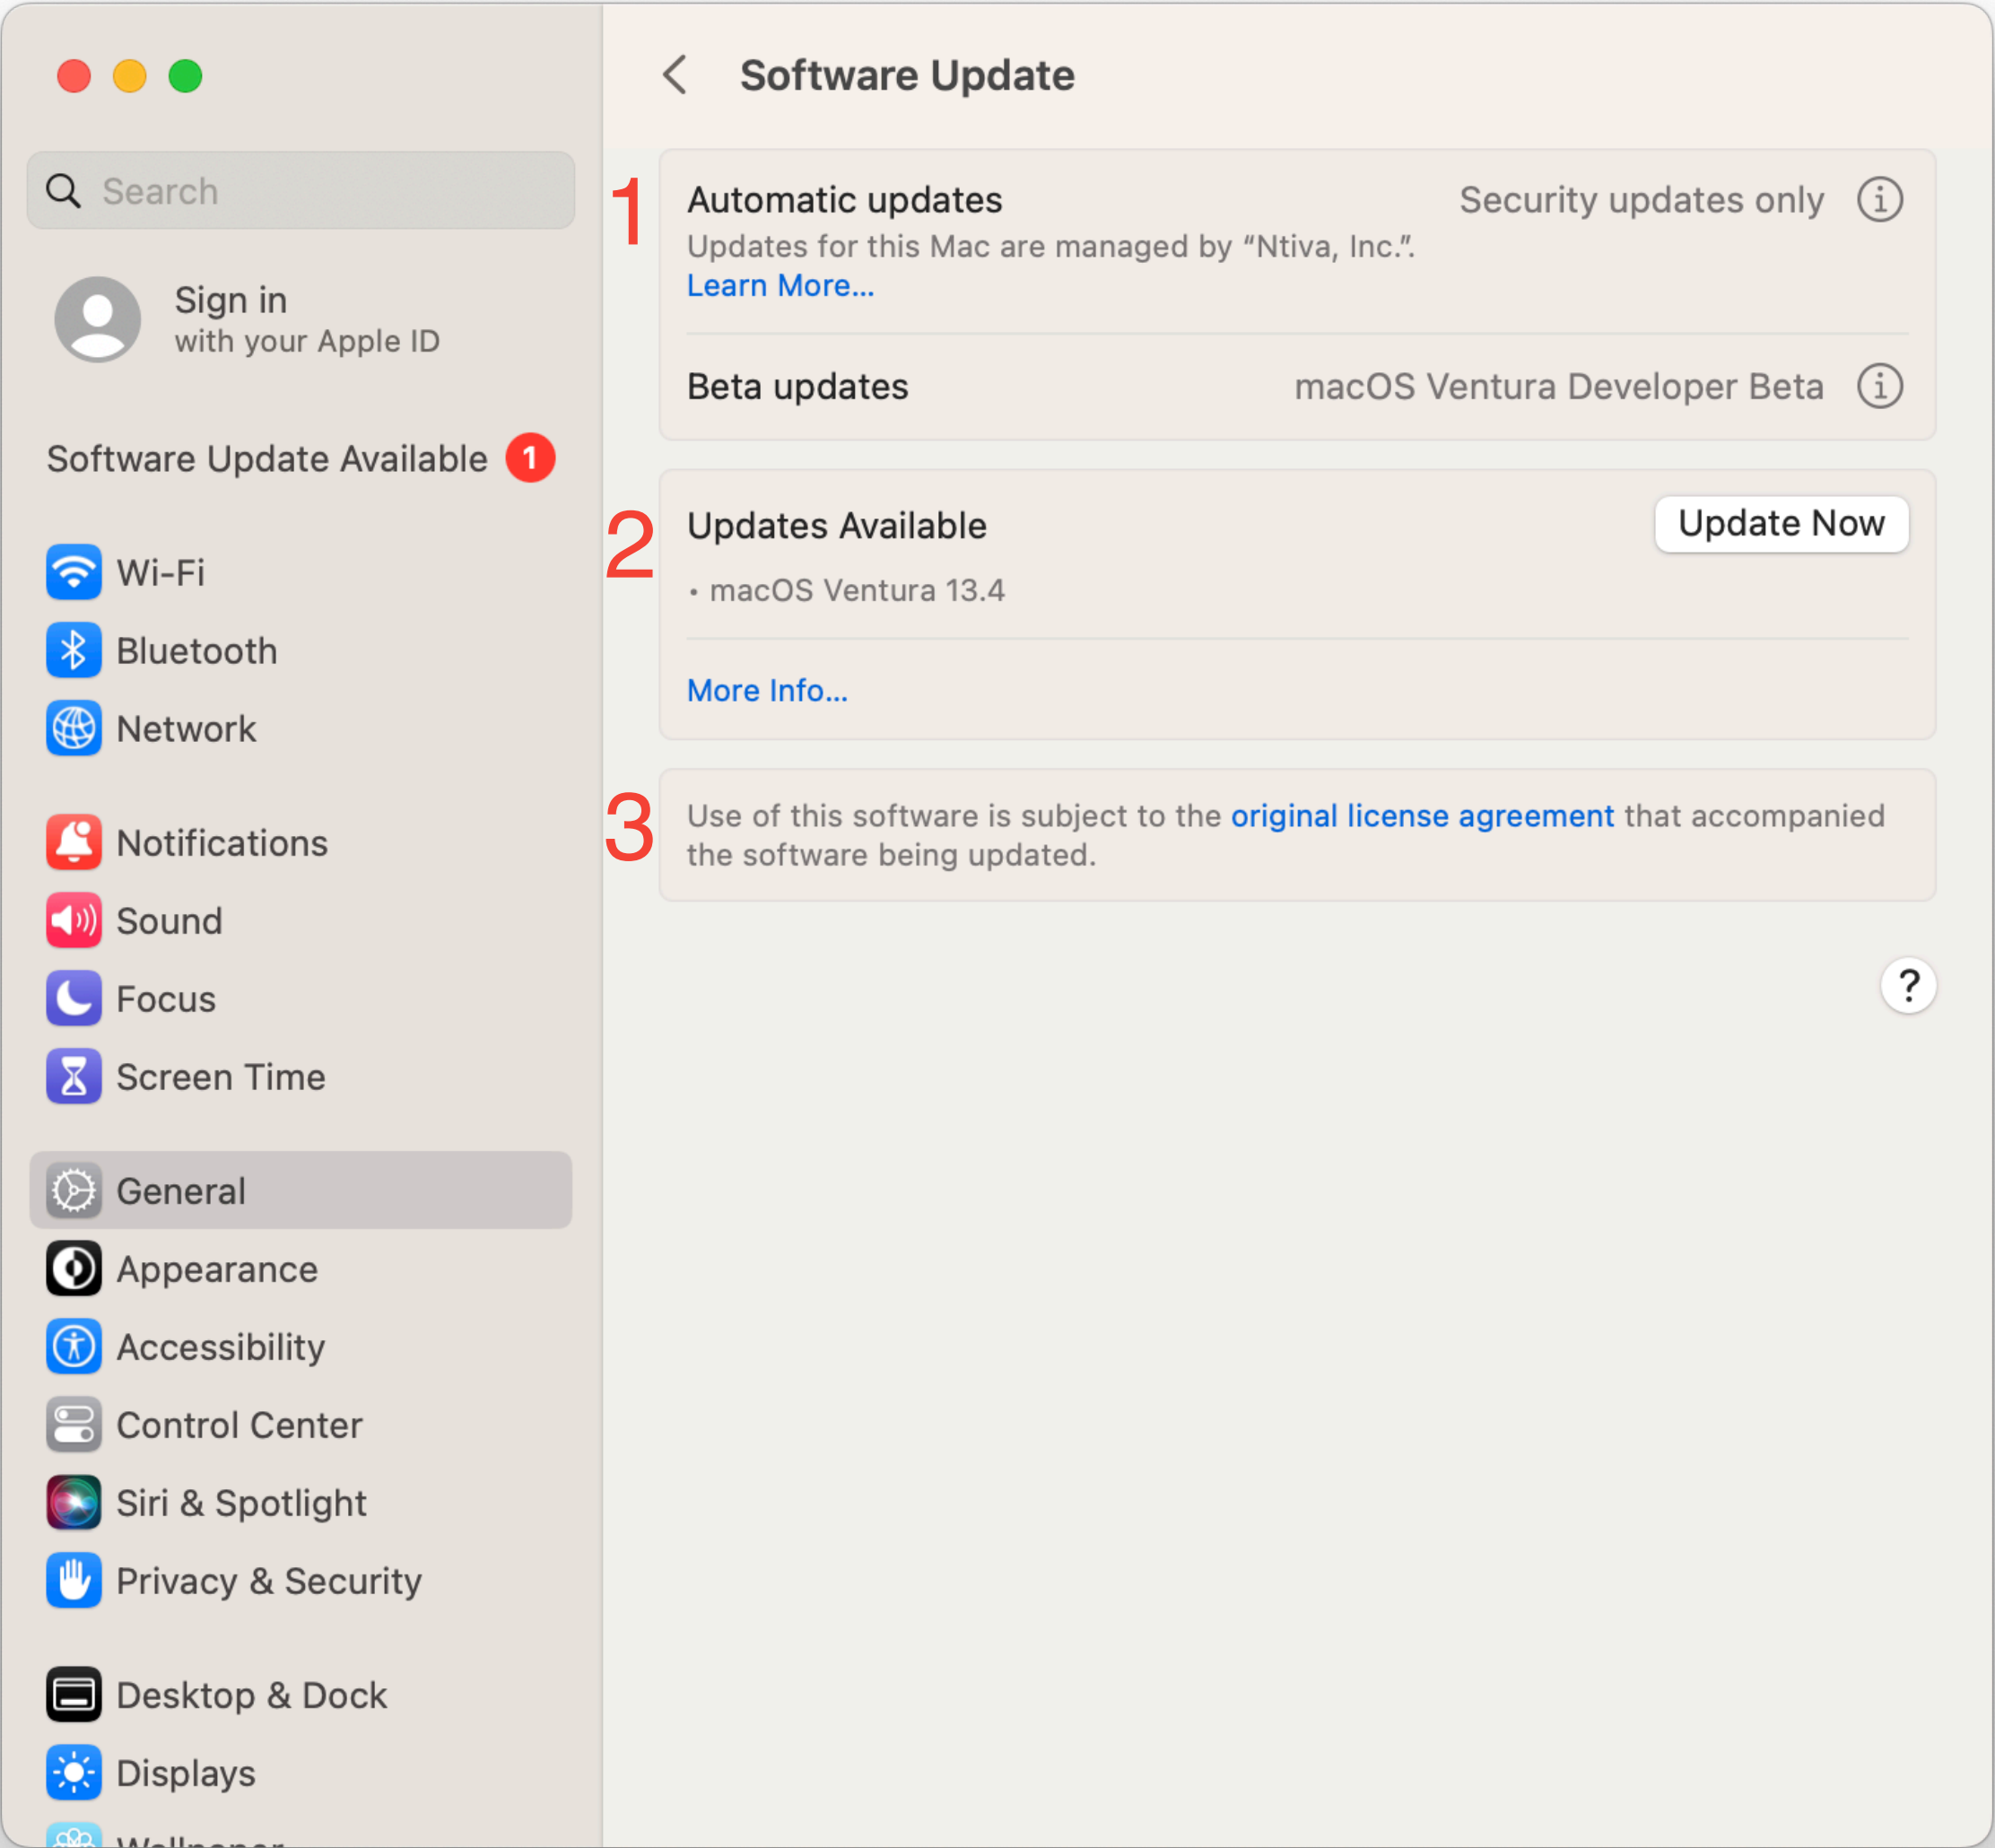 Search
Sign in
with your Apple ID
Software Update Available 1
Wi-Fi
Bluetooth
Network
Notifications
Sound
Focus
Screen Time
General
Appearance
Accessibility
Control Center
Siri & Spotlight
Privacy & Security
Desktop & Dock
Displays
Wallpaper
Software Update
1
Automatic updates Security updates only
Updates for this Mac are managed by “Ntiva, Inc.”.
Learn More...
Beta updates macOS Ventura Developer Beta
2
Updates Available Update Now
• macOS Ventura 13.4
More Info...
3
Use of this software is subject to the original license agreement that accompanied
the software being updated.
?